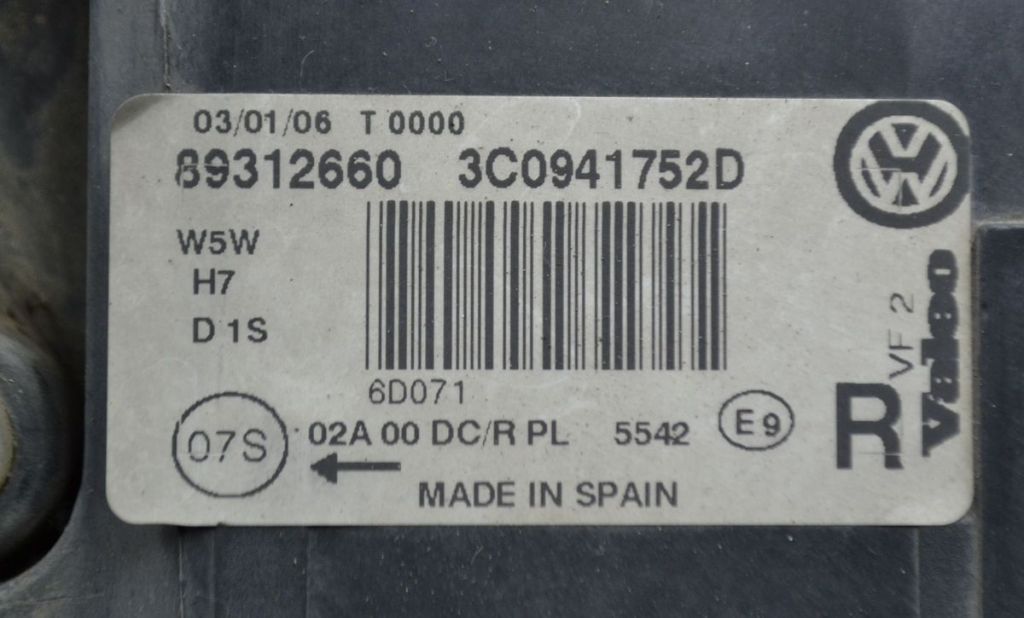 03/01/06 T 0000
89312660 3C0941752D
W5W
H7
D1S
6D071
07S
02A 00 DC/R PL 5542 E9
MADE IN SPAIN
R
VF 2
Valeo